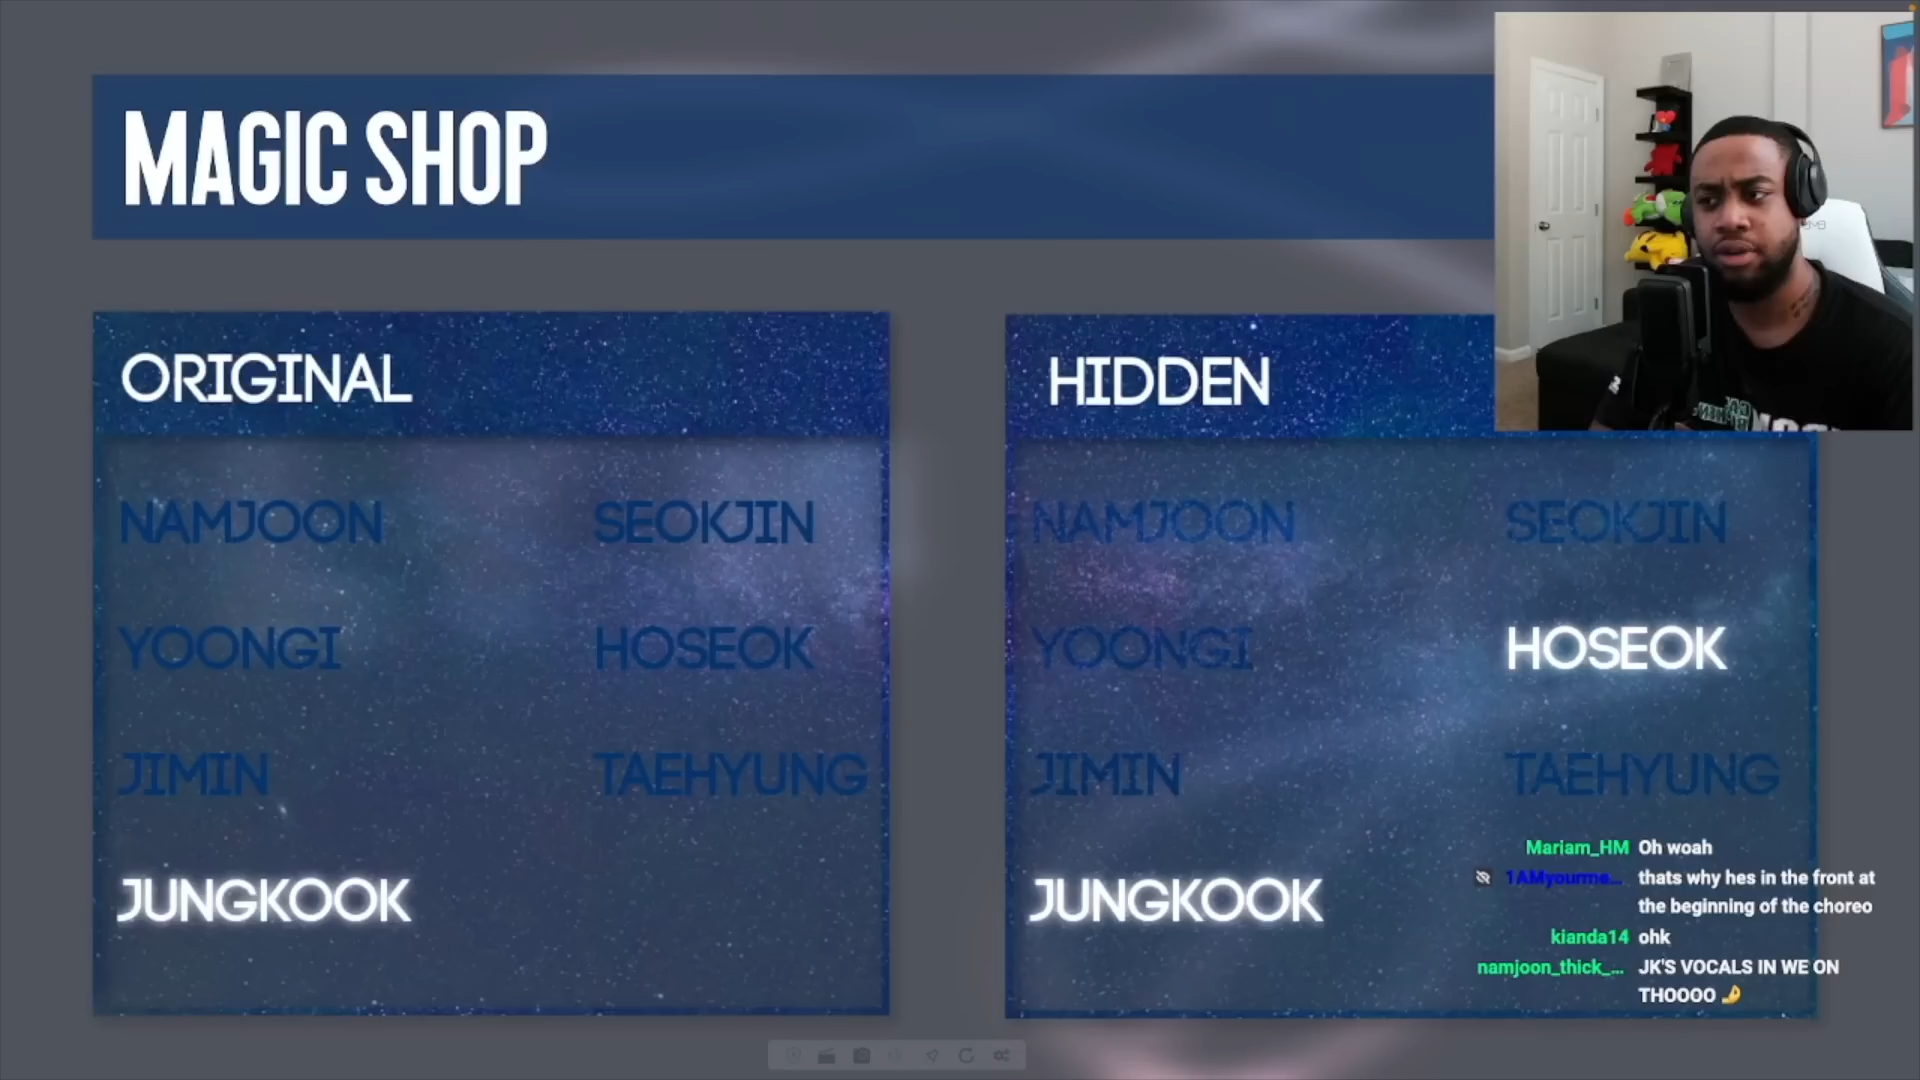 MAGIC SHOP
ORIGINAL
NAMJOON SEOKJIN
YOONGI HOSEOK
JIMIN TAEHYUNG
JUNGKOOK
HIDDEN
NAMJOON SEOKJIN
YOONGI HOSEOK
JIMIN TAEHYUNG
JUNGKOOK
Mariam_HM Oh woah
1AMyourme... thats why hes in the front at
the beginning of the choreo
kianda14 ohk
namjoon_thick_... JK'S VOCALS IN WE ON
THOOOO 🤌